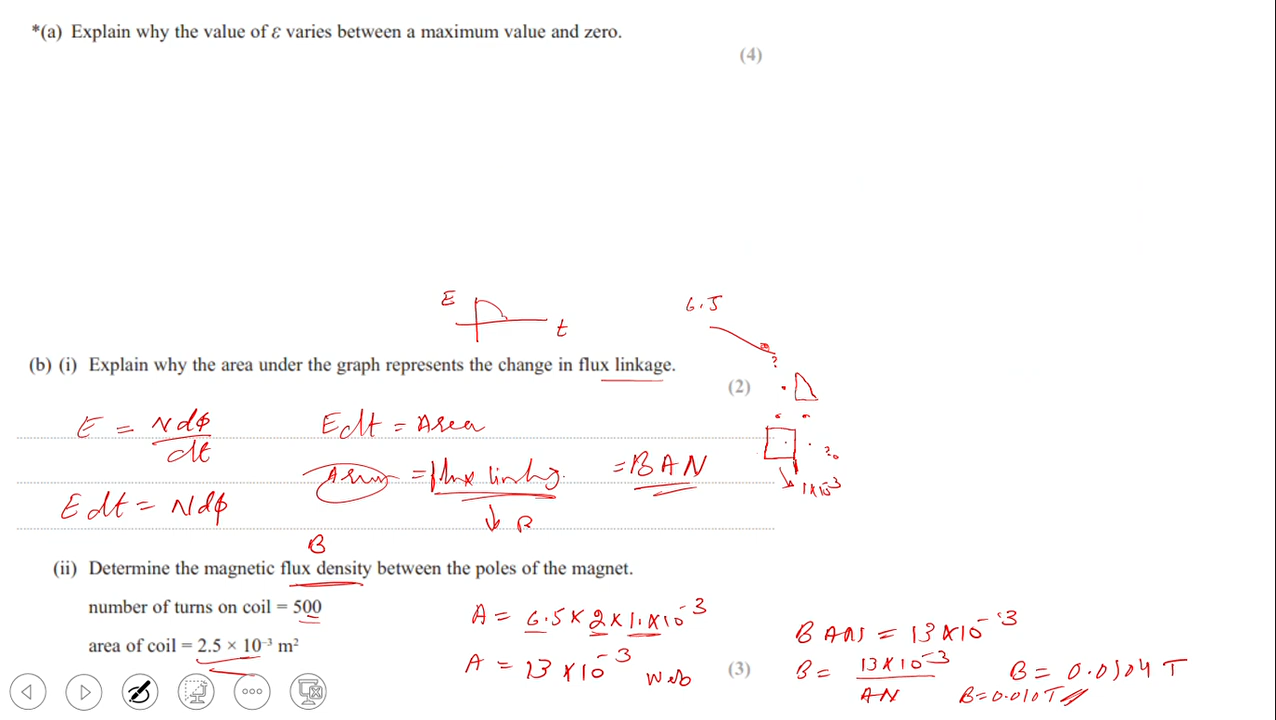 *(a) Explain why the value of ε varies between a maximum value and zero.
(4)
E
t
6.5
?
(b) (i) Explain why the area under the graph represents the change in flux linkage.
(2)
E = Ndϕ/dt
Edt = Area
= flux linkg.
= BAN
?
1×10⁻³
Edt = Ndϕ
B
(ii) Determine the magnetic flux density between the poles of the magnet.
number of turns on coil = 500
area of coil = 2.5 × 10⁻³ m²
(3)
A = 6.5 × 2 × 1 × 10⁻³
A = 13 × 10⁻³ web
= 13 × 10⁻³
B = 13×10⁻³/AN
B = 0.0104 T
B = 0.010 T